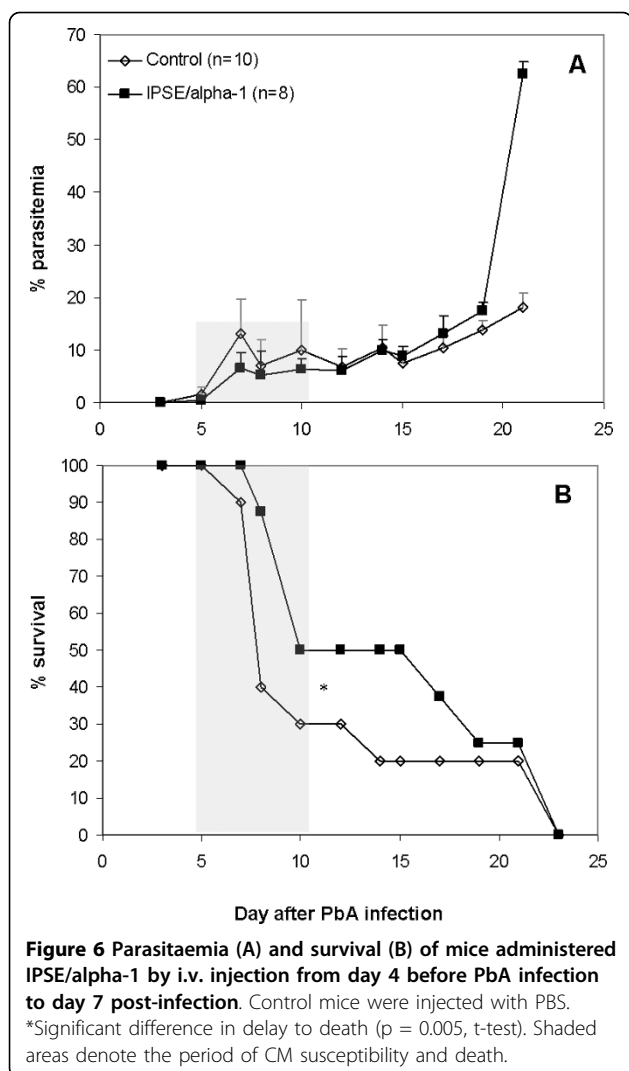 70
60
50
40
30
20
10
0
% parasitemia
Control (n=10)
IPSE/alpha-1 (n=8)
A
0 5 10 15 20 25
100
90
80
70
60
50
40
30
20
10
0
% survival
B
*
0 5 10 15 20 25
Day after PbA infection
Figure 6 Parasitaemia (A) and survival (B) of mice administered
IPSE/alpha-1 by i.v. injection from day 4 before PbA infection
to day 7 post-infection. Control mice were injected with PBS.
*Significant difference in delay to death (p = 0.005, t-test). Shaded
areas denote the period of CM susceptibility and death.